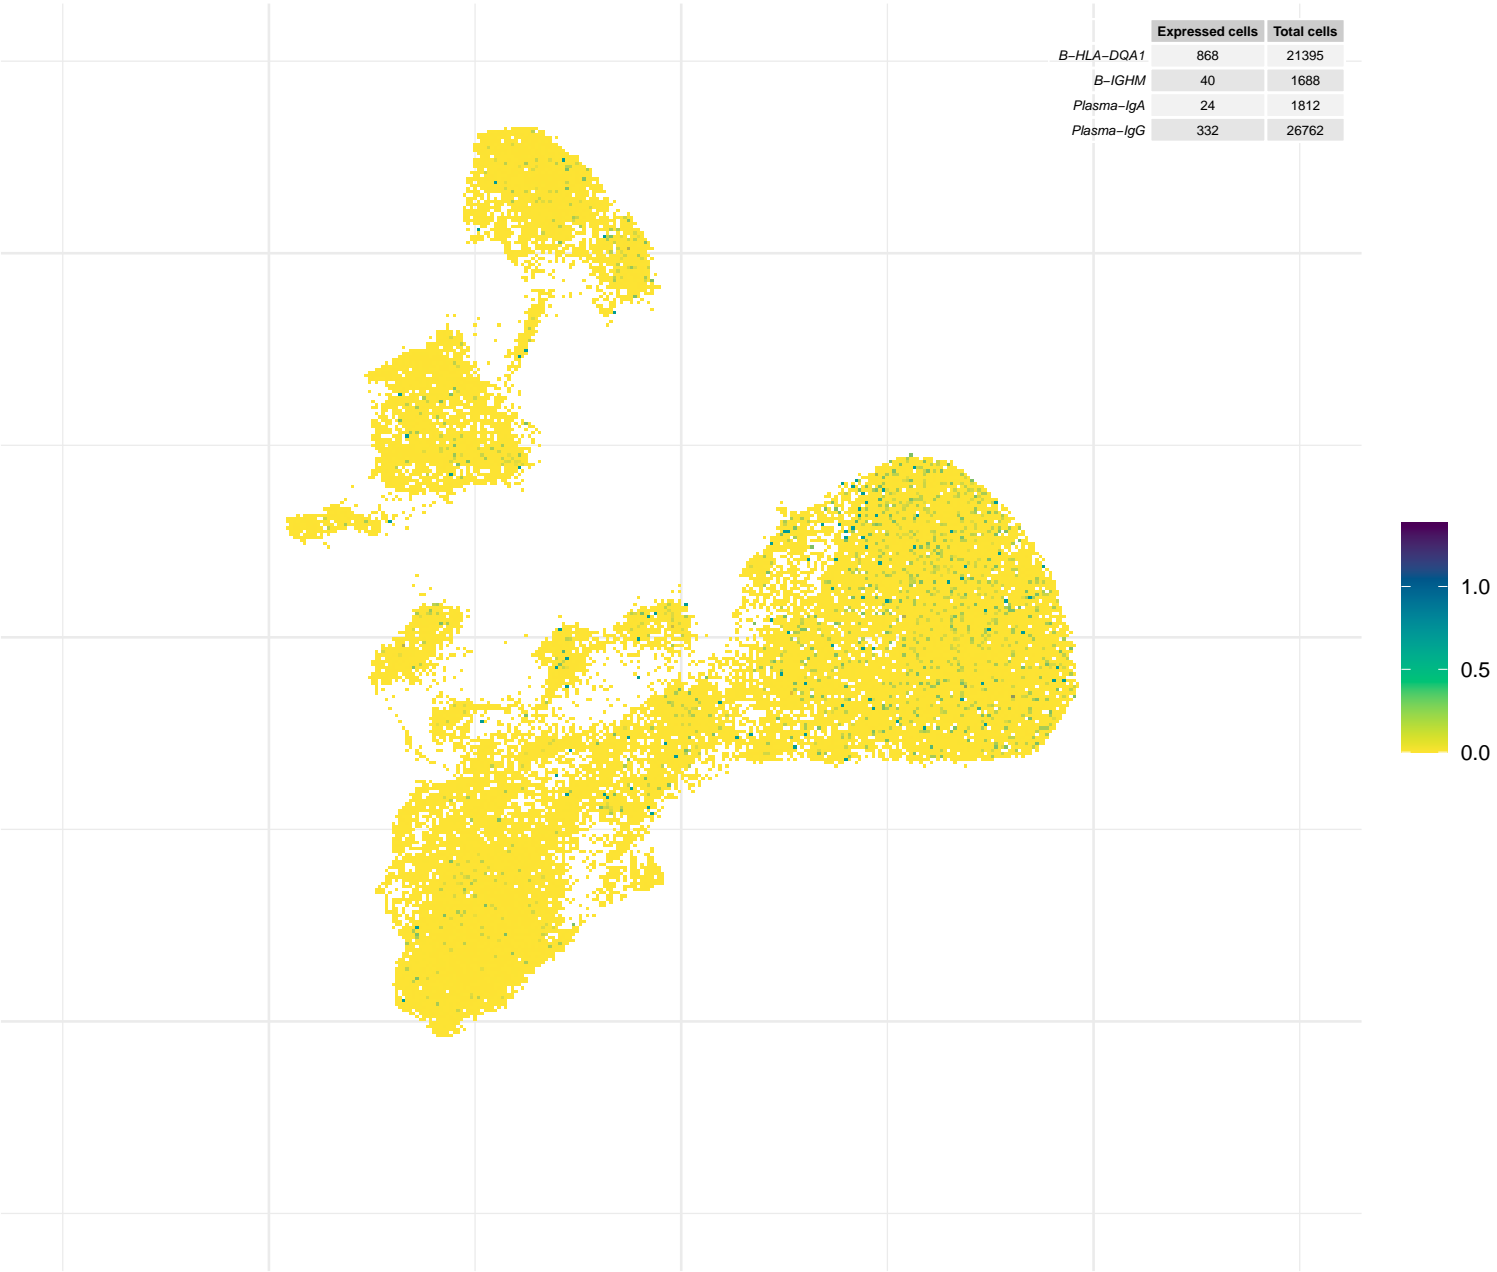 Expressed cells Total cells
B−HLA−DQA1 868 21395
B−IGHM 40 1688
Plasma−IgA 24 1812
Plasma−IgG 332 26762
1.0
0.5
0.0